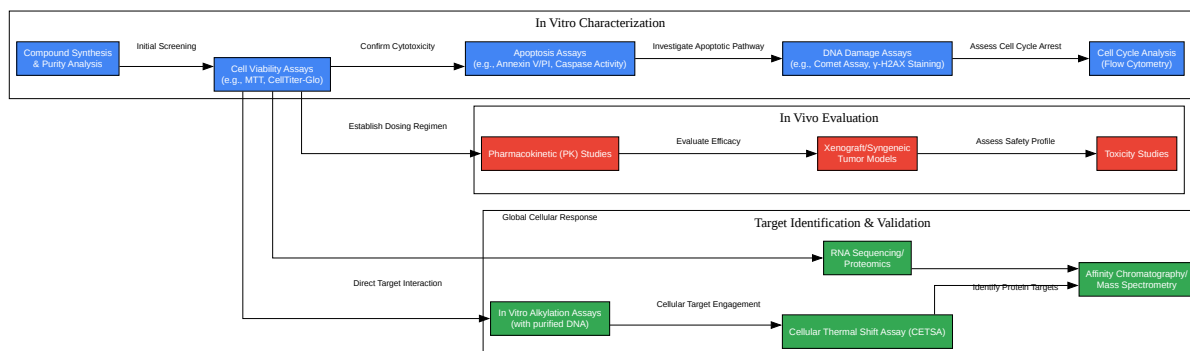 In Vitro Characterization
Compound Synthesis
& Purity Analysis
Initial Screening
Cell Viability Assays
(e.g., MTT, CellTiter-Glo)
Confirm Cytotoxicity
Apoptosis Assays
(e.g., Annexin V/PI, Caspase Activity)
Investigate Apoptotic Pathway
DNA Damage Assays
(e.g., Comet Assay, γ-H2AX Staining)
Assess Cell Cycle Arrest
Cell Cycle Analysis
(Flow Cytometry)
In Vivo Evaluation
Establish Dosing Regimen
Pharmacokinetic (PK) Studies
Evaluate Efficacy
Xenograft/Syngeneic
Tumor Models
Assess Safety Profile
Toxicity Studies
Target Identification & Validation
Global Cellular Response
RNA Sequencing/
Proteomics
Direct Target Interaction
In Vitro Alkylation Assays
(with purified DNA)
Cellular Target Engagement
Cellular Thermal Shift Assay (CETSA)
Identify Protein Targets
Affinity Chromatography/
Mass Spectrometry